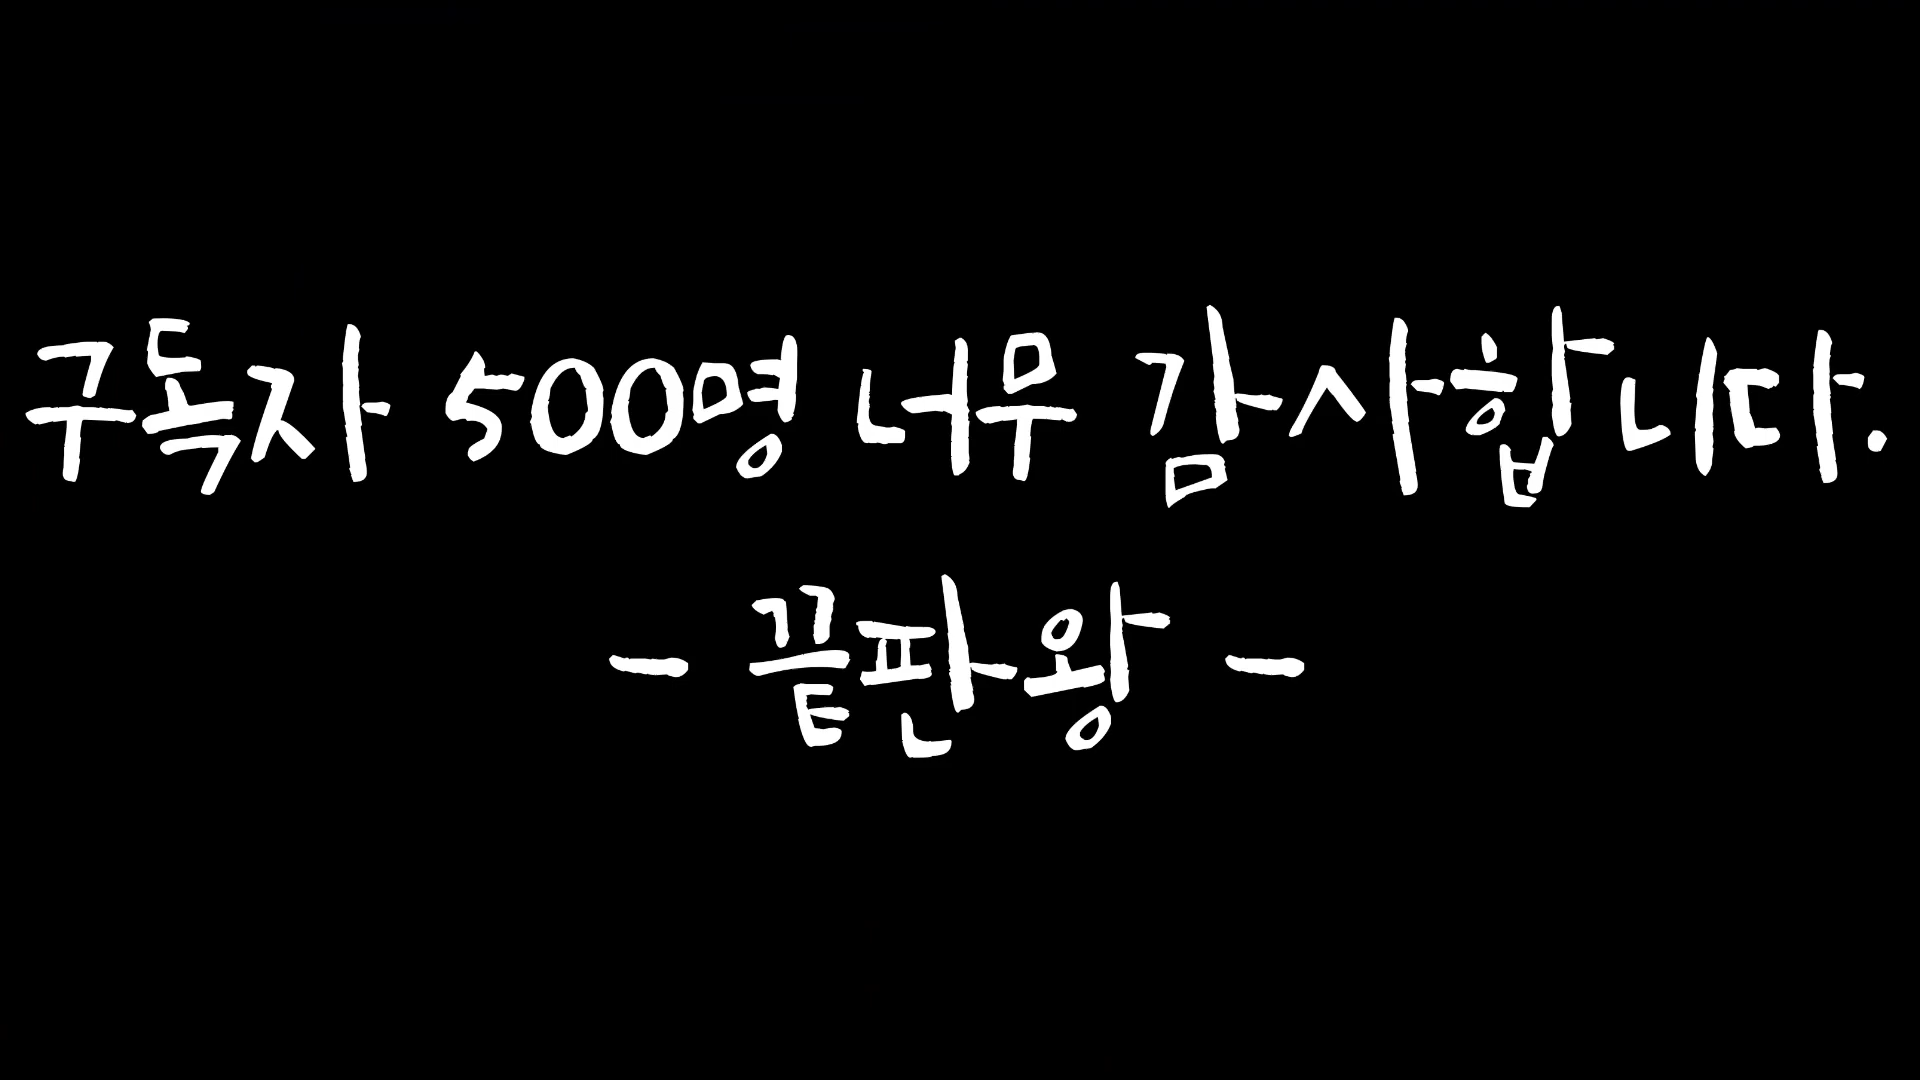 구독자 500명 너무 감사합니다.
- 끝판왕 -